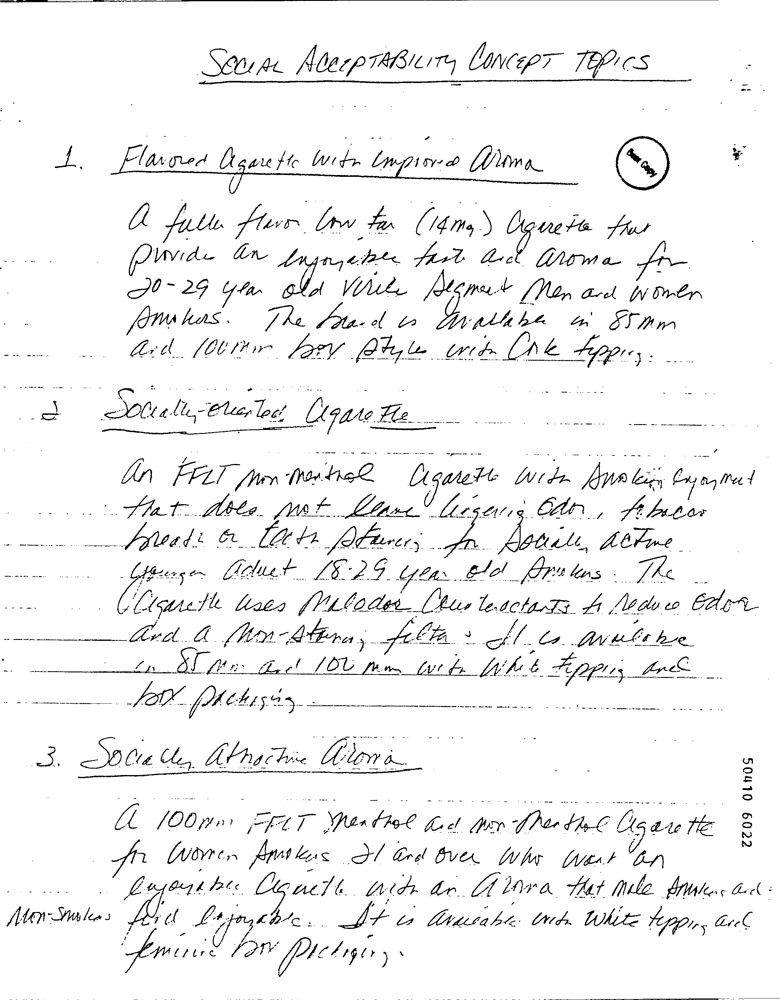 SOCIAL ACCEPTABILITY CONCEPT TOPICS
1. Flavored Cigarette with Improved Aroma
Best Copy
A fuller flavor low tar (14mg.) Cigarette that
provide an enjoyable taste and aroma for
20-29 year old Virile Segment Men and Women
Smokers. The brand is available in 85mm
and 100mm box styles with Cork tipping.
2 Socially-oriented Cigarette
An FFLT non-menthol Cigarette with Smoking enjoyment
that does not leave lingering odor, tobacco
breath or teeth staining for socially active
younger adult 18-29 year old smokers. The
Cigarette uses Malodor Counteractants to reduce Odor
and a non-staining filter. It is available
in 85 mm and 100 mm with white tipping and
box packaging.
3. Socially Attractive Aroma
A 100mm FFLT menthol and non-menthol Cigarette
for Women smokers 21 and over who want an
enjoyable Cigarette with an Aroma that male smokers and
Non-smokers find enjoyable. It is available with White tipping and
feminine box packaging.
50410 6022